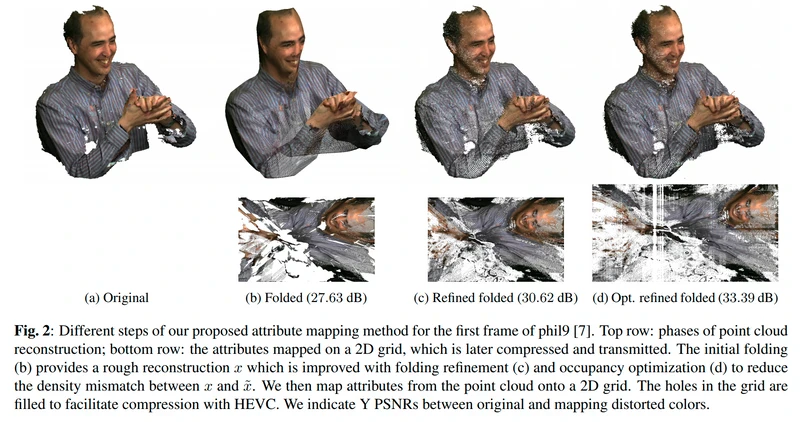 (a) Original
(b) Folded (27.63 dB)
(c) Refined folded (30.62 dB)
(d) Opt. refined folded (33.39 dB)
Fig. 2: Different steps of our proposed attribute mapping method for the first frame of phil9 [7]. Top row: phases of point cloud
reconstruction; bottom row: the attributes mapped on a 2D grid, which is later compressed and transmitted. The initial folding
(b) provides a rough reconstruction x which is improved with folding refinement (c) and occupancy optimization (d) to reduce
the density mismatch between x and x̃. We then map attributes from the point cloud onto a 2D grid. The holes in the grid are
filled to facilitate compression with HEVC. We indicate Y PSNRs between original and mapping distorted colors.